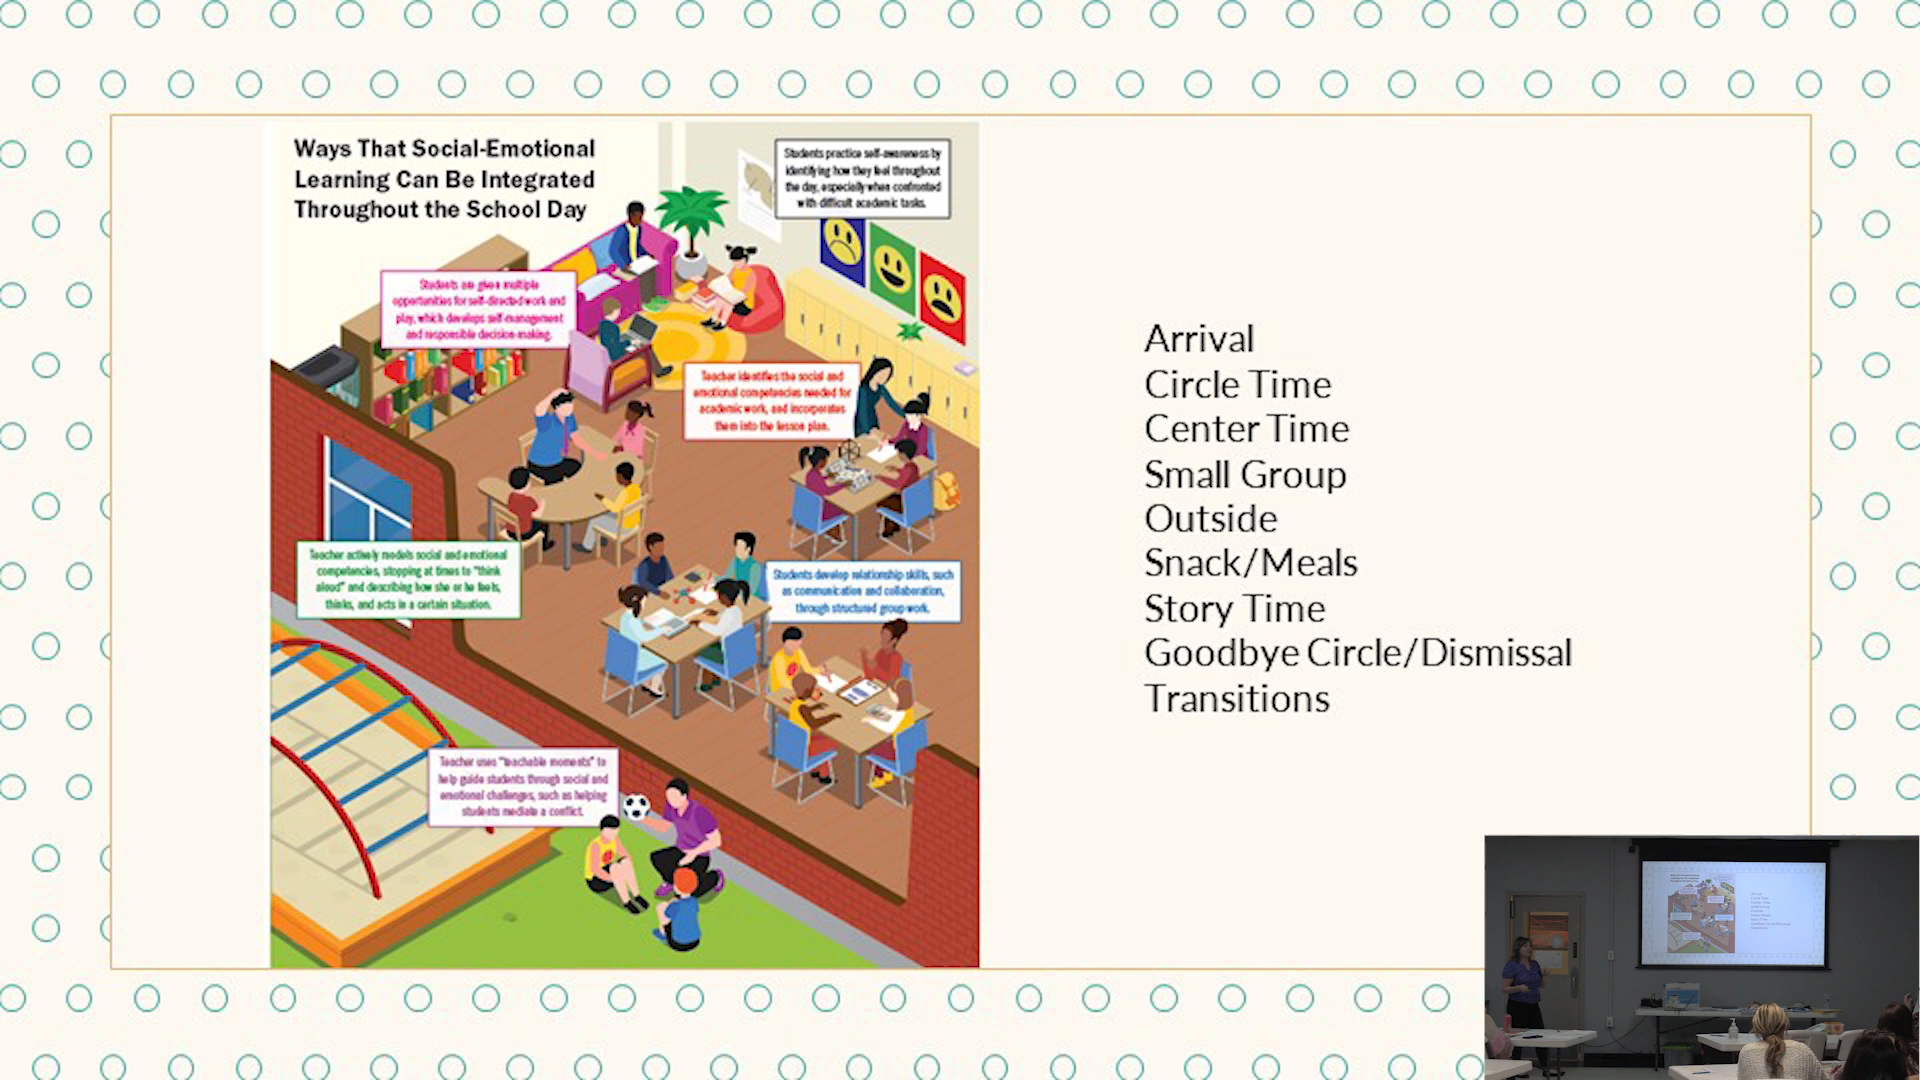 Ways That Social-Emotional
Learning Can Be Integrated
Throughout the School Day
Students practice self-awareness by
identifying how they feel throughout
the day, especially when confronted
with difficult academic tasks.
Students are given multiple
opportunities for self-directed work and
play, which develops self-management
and responsible decision-making.
Teacher identifies the social and
emotional competencies needed for
academic work, and incorporates
them into the lesson plan.
Teacher actively models social and emotional
competencies, stopping at times to "think
aloud" and describing how she or he feels,
thinks, and acts in a certain situation.
Students develop relationship skills, such
as communication and collaboration,
through structured group work.
Teacher uses "teachable moments" to
help guide students through social and
emotional challenges, such as helping
students mediate a conflict.
Arrival
Circle Time
Center Time
Small Group
Outside
Snack/Meals
Story Time
Goodbye Circle/Dismissal
Transitions